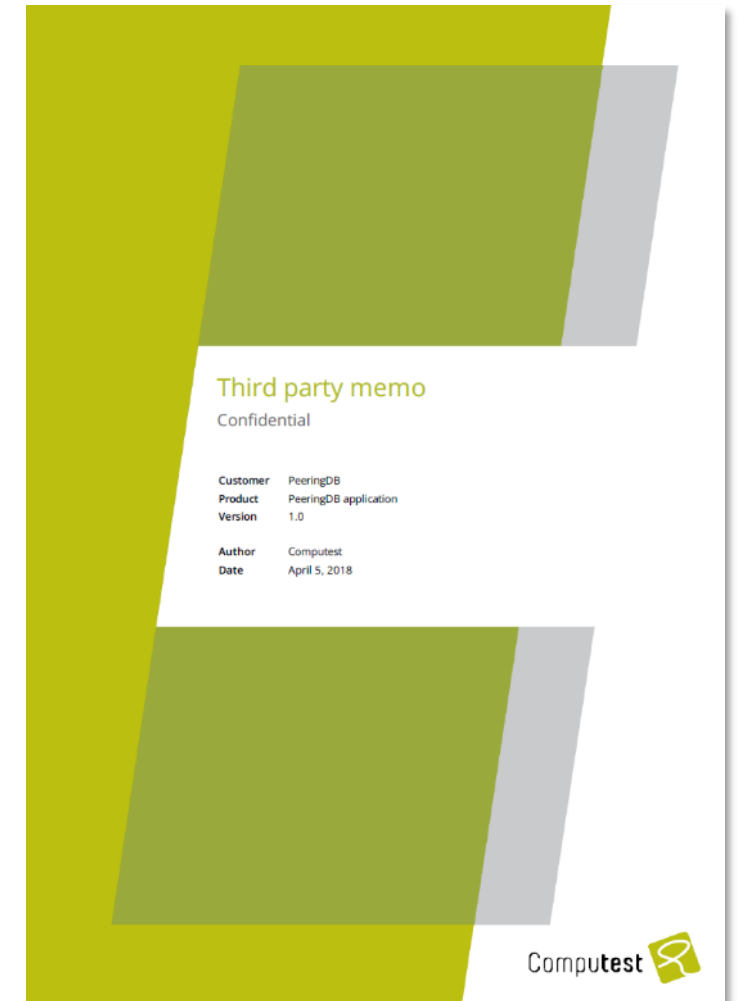 Third party memo
Confidential
Customer PeeringDB
Product PeeringDB application
Version 1.0
Author Computest
Date April 5, 2018
Computest